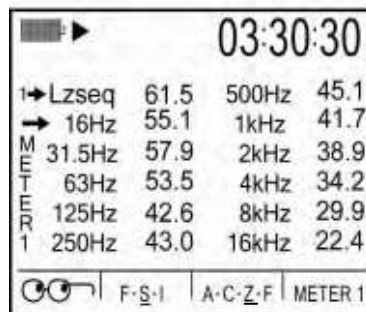 03:30:30
1 Lzseq 61.5 500Hz 45.1
16Hz 55.1 1kHz 41.7
31.5Hz 57.9 2kHz 38.9
63Hz 53.5 4kHz 34.2
125Hz 42.6 8kHz 29.9
250Hz 43.0 16kHz 22.4
METER 1
F·S·I A·C·Z·F METER 1